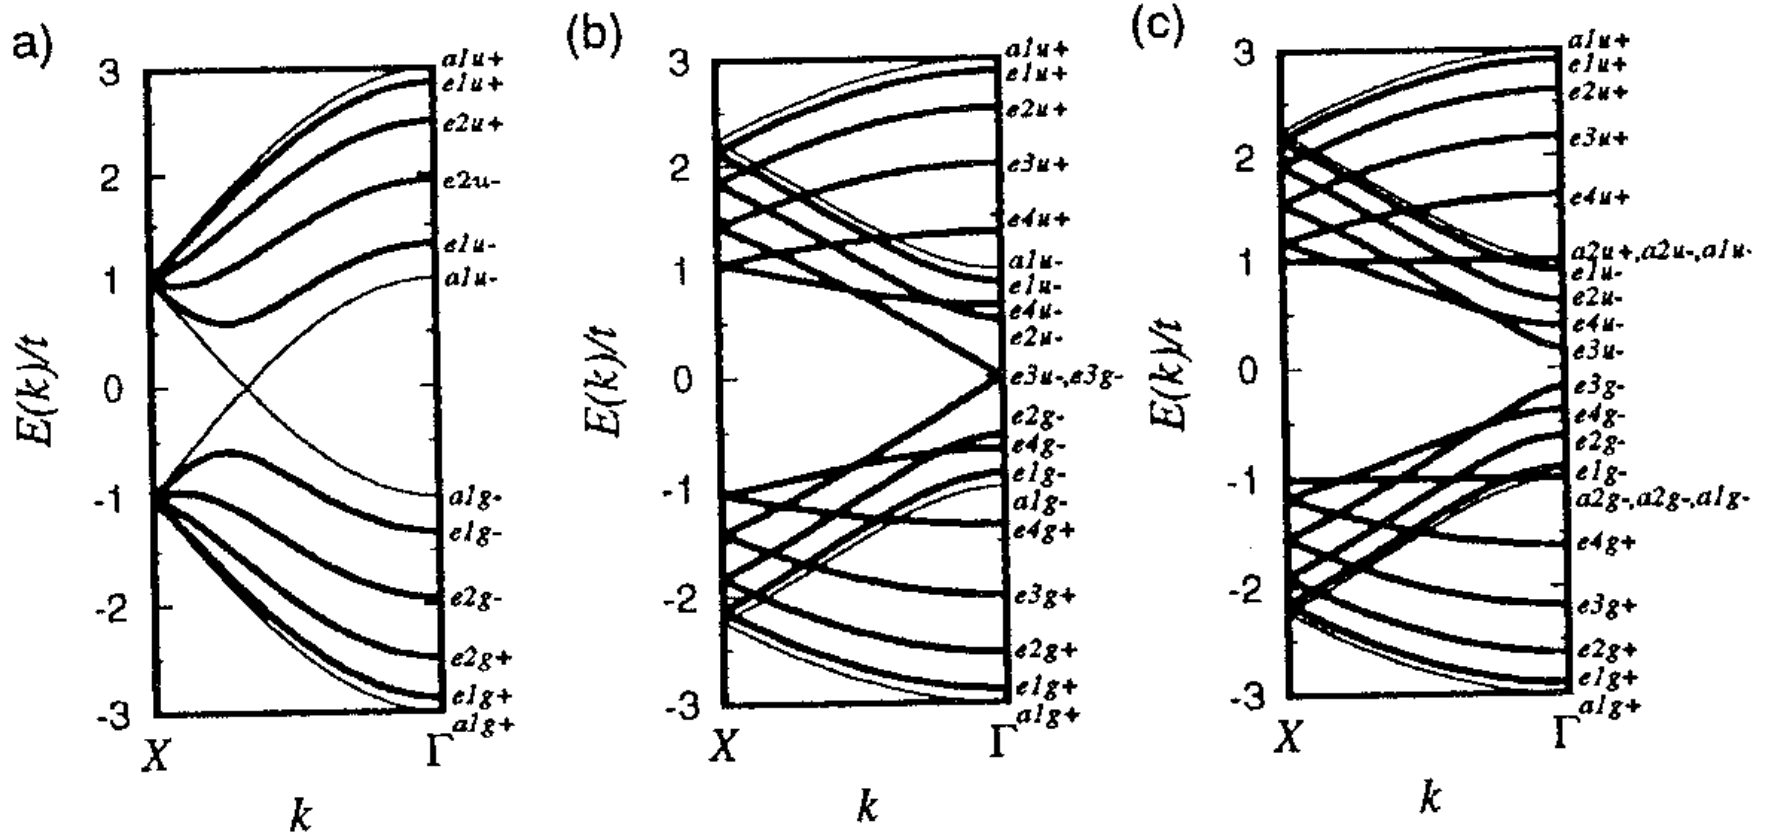 a)
3
2
1
0
-1
-2
-3
E(k)/t
X
Γ
k
a1u+
e1u+
e2u+
e2u-
e1u-
a1u-
a1g-
e1g-
e2g-
e2g+
e1g+
a1g+
(b)
3
2
1
0
-1
-2
-3
E(k)/t
X
Γ
k
a1u+
e1u+
e2u+
e3u+
e4u+
a1u-
e1u-
e4u-
e2u-
e3u-,e3g-
e2g-
e4g-
e1g-
a1g-
e4g+
e3g+
e2g+
e1g+
a1g+
(c)
3
2
1
0
-1
-2
-3
E(k)/t
X
Γ
k
a1u+
e1u+
e2u+
e3u+
e4u+
a2u+,a2u-,a1u-
e1u-
e2u-
e4u-
e3u-
e3g-
e4g-
e2g-
e1g-
a2g-,a2g-,a1g-
e4g+
e3g+
e2g+
e1g+
a1g+